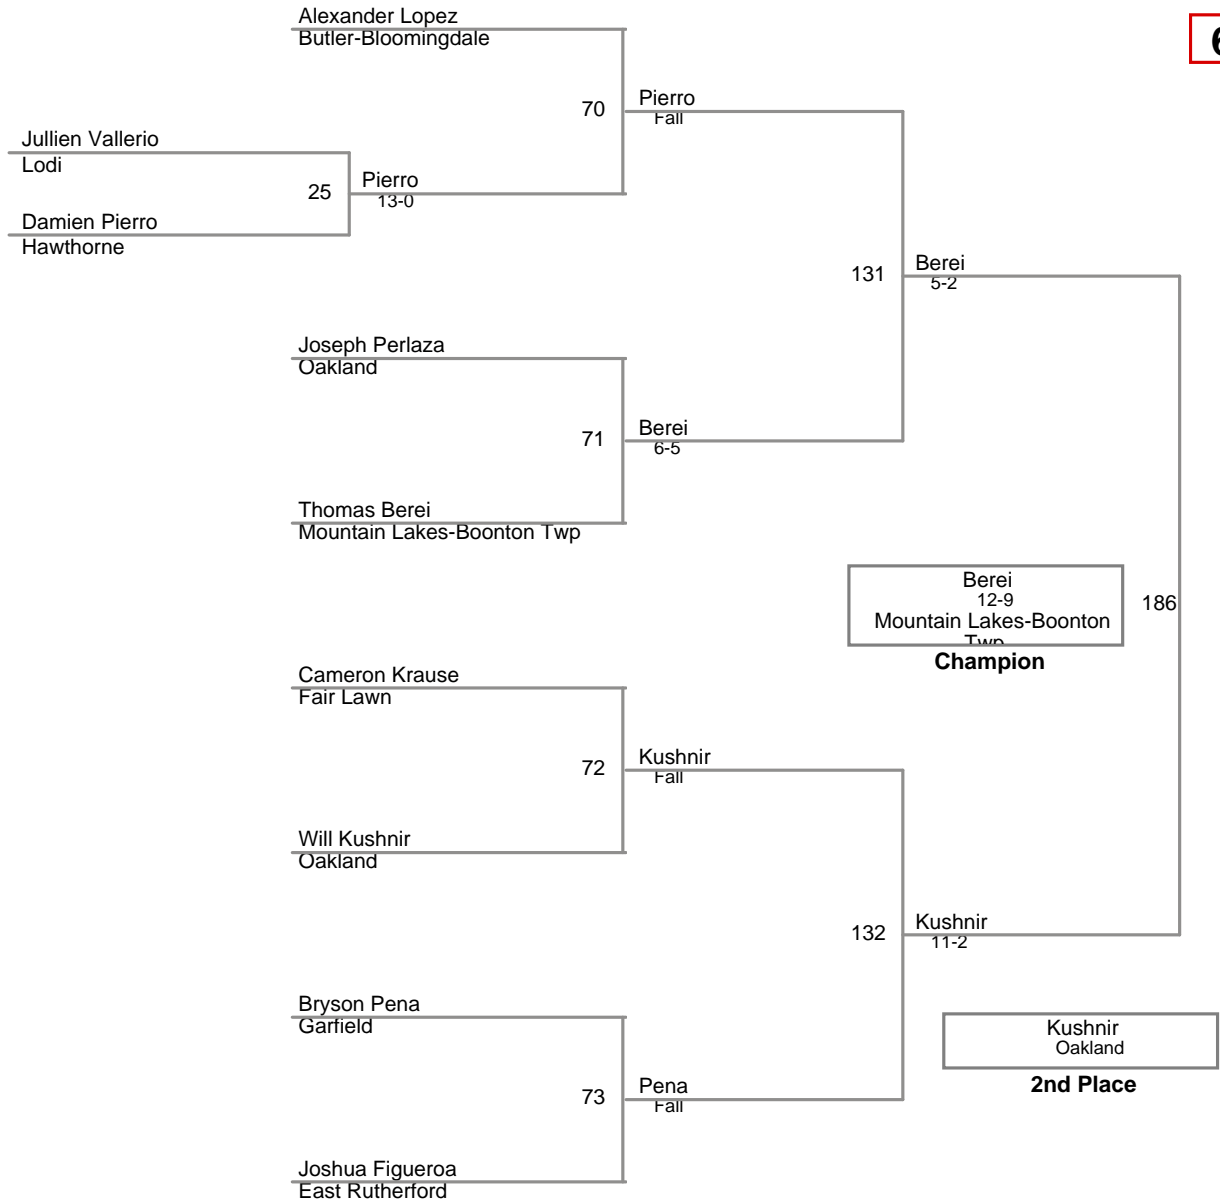 Alexander Lopez
Butler-Bloomingdale
6
70
Pierro
Fall
Jullien Vallerio
Lodi
25
Pierro
13-0
Damien Pierro
Hawthorne
131
Berei
5-2
Joseph Perlaza
Oakland
71
Berei
6-5
Thomas Berei
Mountain Lakes-Boonton Twp
Berei
12-9
Mountain Lakes-Boonton
Twp
Champion
186
Cameron Krause
Fair Lawn
72
Kushnir
Fall
Will Kushnir
Oakland
132
Kushnir
11-2
Bryson Pena
Garfield
Kushnir
Oakland
2nd Place
73
Pena
Fall
Joshua Figueroa
East Rutherford